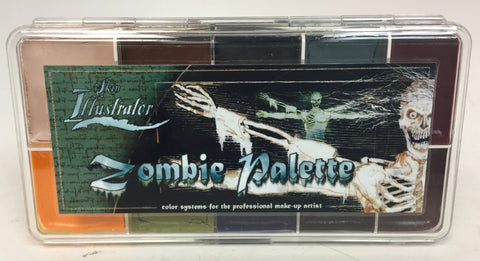 Skin
Illustrator
Zombie Palette
color systems for the professional make-up artist